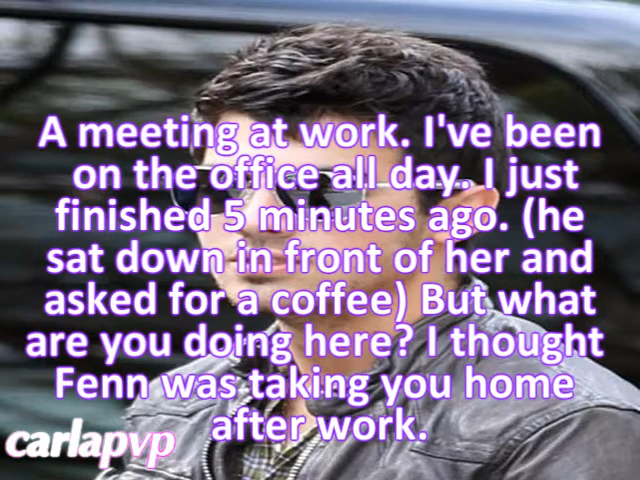 A meeting at work. I've been
on the office all day. I just
finished 5 minutes ago. (he
sat down in front of her and
asked for a coffee) But what
are you doing here? I thought
Fenn was taking you home
after work.
carlapvp